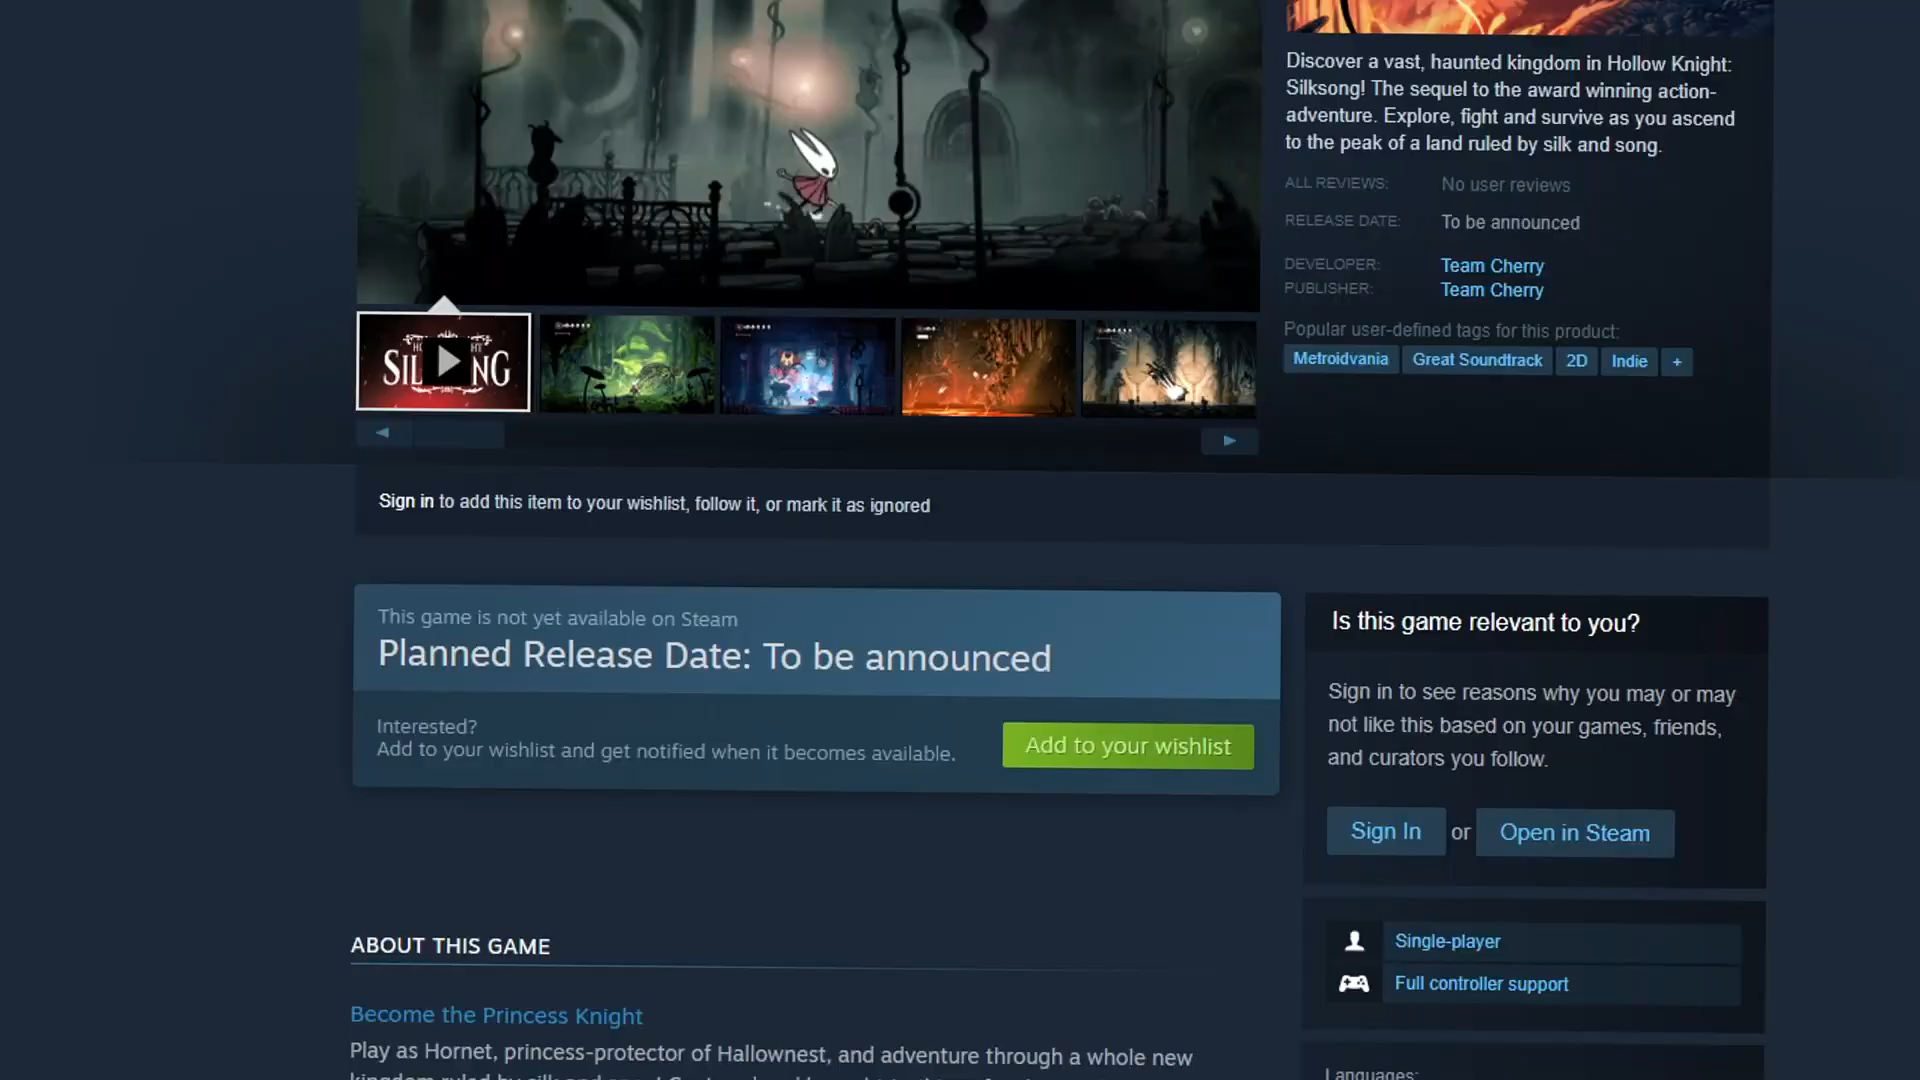 Discover a vast, haunted kingdom in Hollow Knight:
Silksong! The sequel to the award winning action-
adventure. Explore, fight and survive as you ascend
to the peak of a land ruled by silk and song.
ALL REVIEWS: No user reviews
RELEASE DATE: To be announced
DEVELOPER: Team Cherry
PUBLISHER: Team Cherry
Popular user-defined tags for this product:
Metroidvania Great Soundtrack 2D Indie +
Sign in to add this item to your wishlist, follow it, or mark it as ignored
This game is not yet available on Steam
Planned Release Date: To be announced
Interested?
Add to your wishlist and get notified when it becomes available.
Add to your wishlist
Is this game relevant to you?
Sign in to see reasons why you may or may
not like this based on your games, friends,
and curators you follow.
Sign In or Open in Steam
Single-player
Full controller support
Languages:
ABOUT THIS GAME
Become the Princess Knight
Play as Hornet, princess-protector of Hallownest, and adventure through a whole new